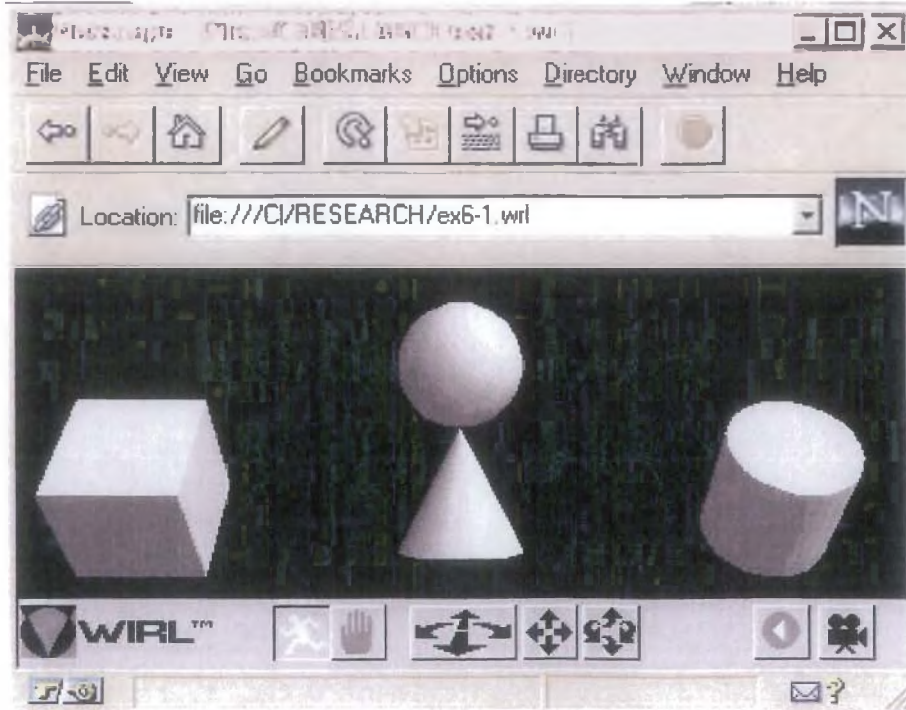 File Edit View Go Bookmarks Options Directory Window Help
Location: file:///C|/RESEARCH/ex6-1.wrl
N
WIRL™